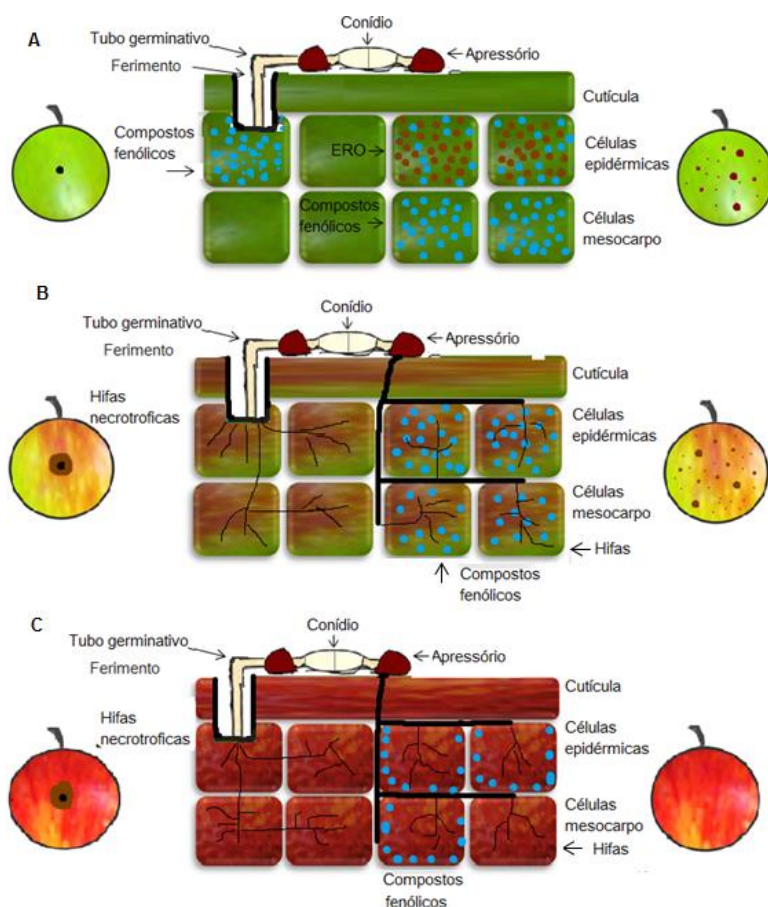 A
Conídio
Tubo germinativo
Apressório
Ferimento
Cutícula
Compostos
fenólicos
ERO
Células
epidérmicas
Compostos
fenólicos
Células
mesocarpo
B
Conídio
Tubo germinativo
Apressório
Ferimento
Cutícula
Hifas
necrotroficas
Células
epidérmicas
Células
mesocarpo
Hifas
Compostos
fenólicos
C
Conídio
Tubo germinativo
Apressório
Ferimento
Cutícula
Hifas
necrotroficas
Células
epidérmicas
Células
mesocarpo
Hifas
Compostos
fenólicos